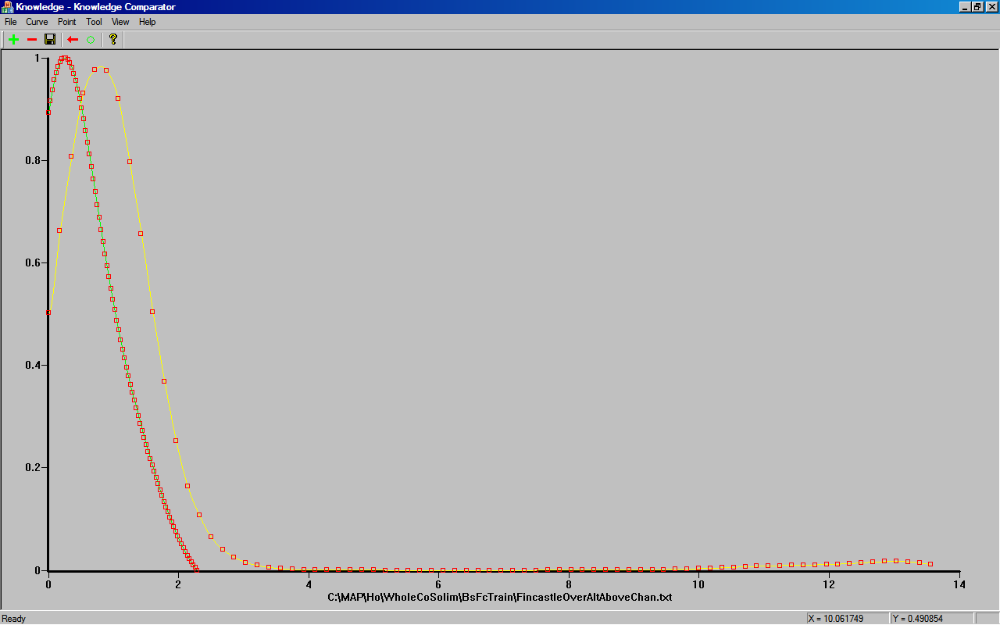 Knowledge - Knowledge Comparator
File Curve Point Tool View Help
1
0.8
0.6
0.4
0.2
0
0 2 4 6 8 10 12 14
C:\MAP\Ho\WholeCoSolim\BsFcTrain\FincastleOverAltAboveChan.txt
Ready X = 10.061749 Y = 0.490854